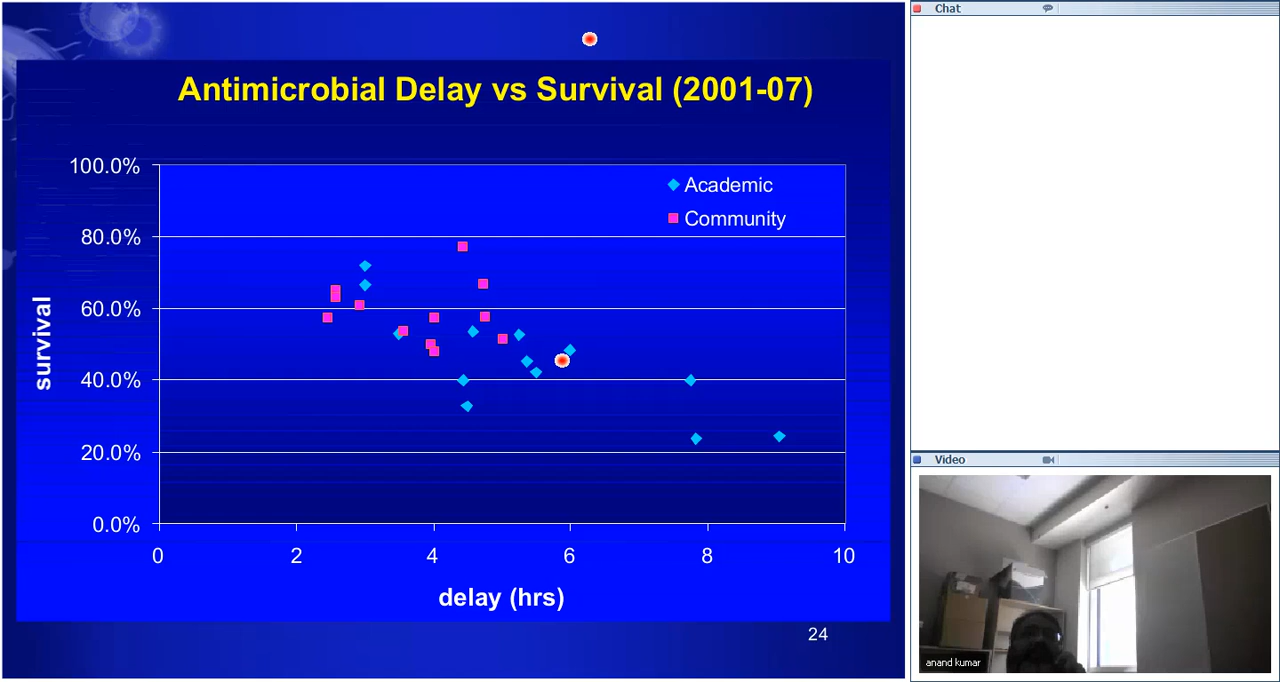 Antimicrobial Delay vs Survival (2001-07)
100.0%
80.0%
60.0%
40.0%
20.0%
0.0%
survival
Academic
Community
0
2
4
6
8
10
delay (hrs)
24
Chat
Video
anand kumar